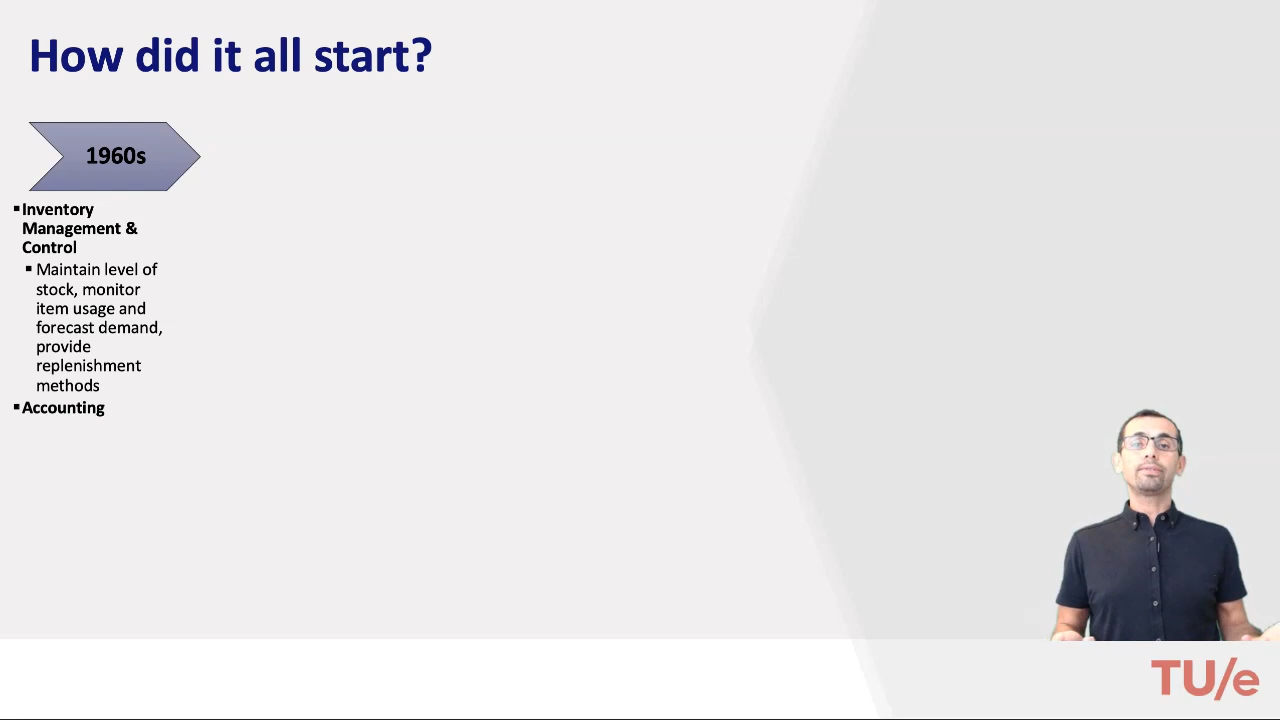 How did it all start?
1960s
▪Inventory
Management &
Control
▪ Maintain level of
stock, monitor
item usage and
forecast demand,
provide
replenishment
methods
▪Accounting
TU/e